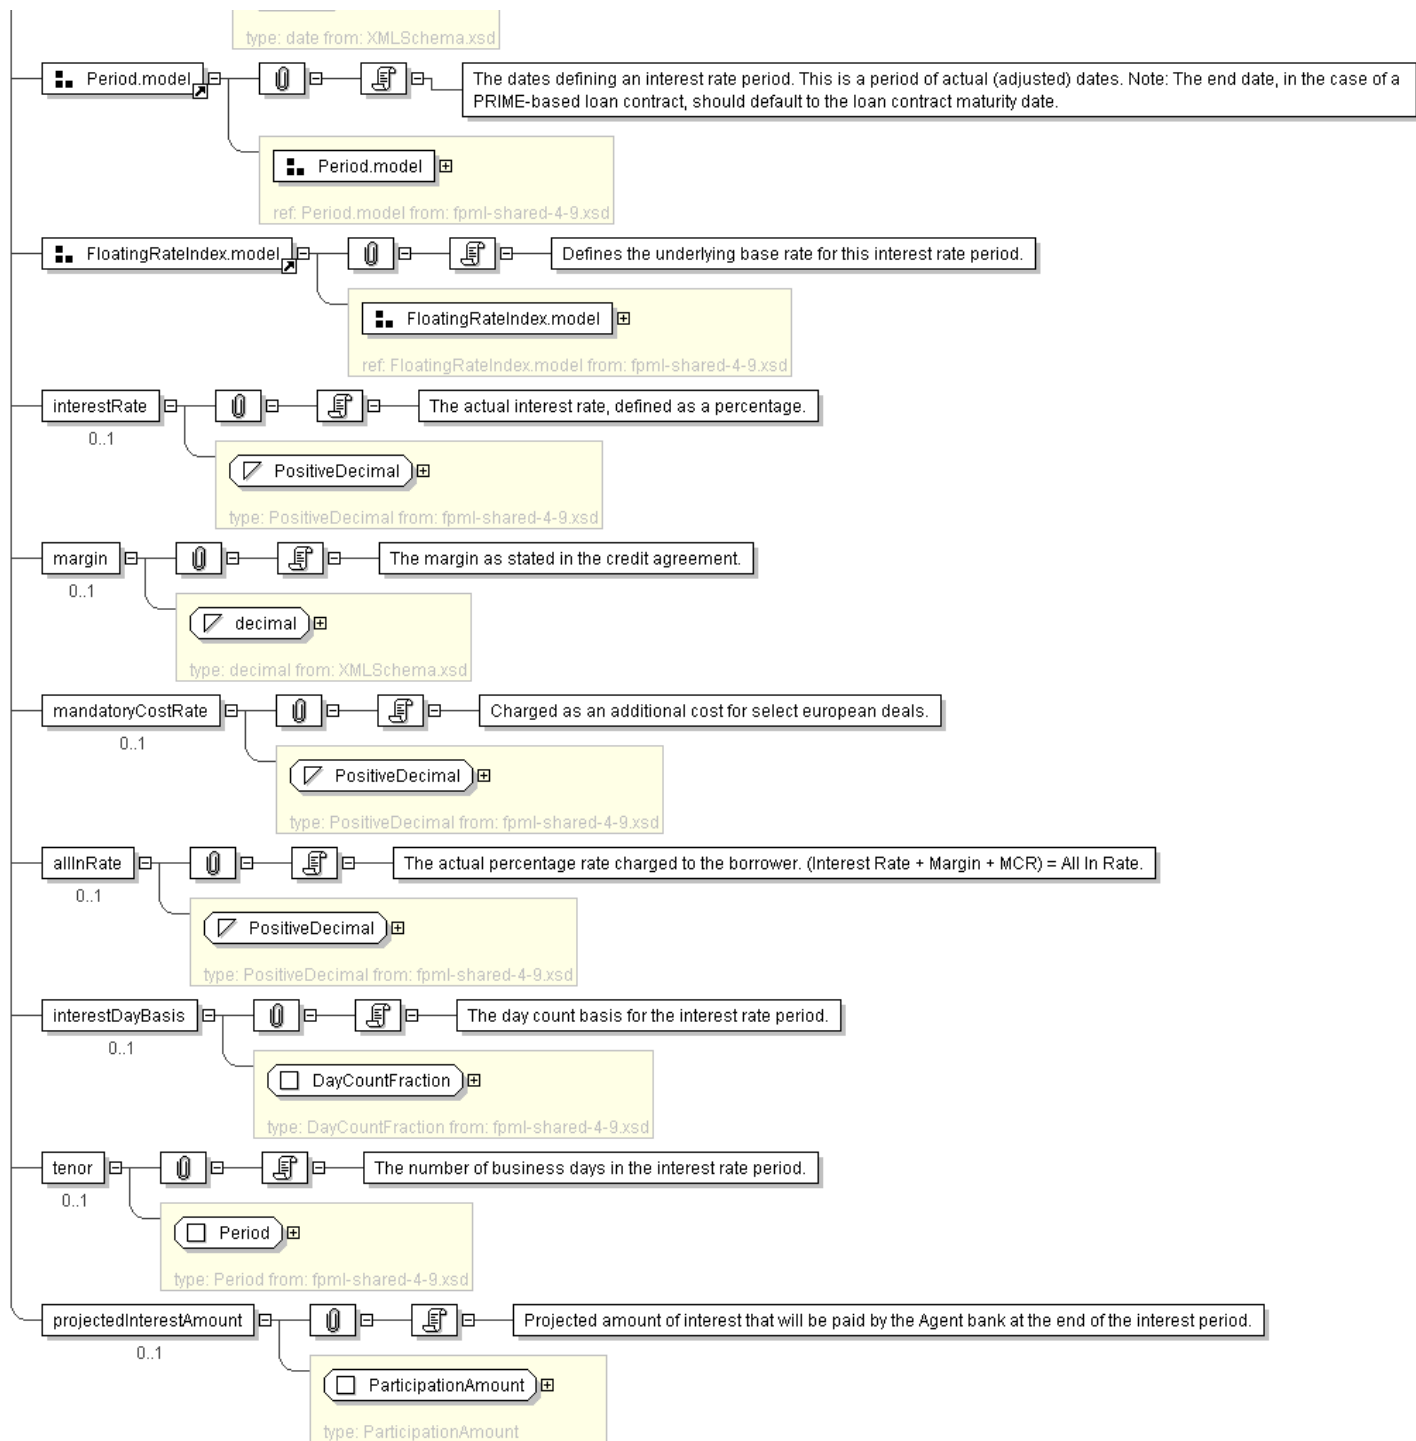 type: date from: XMLSchema.xsd
Period.model
The dates defining an interest rate period. This is a period of actual (adjusted) dates. Note: The end date, in the case of a
PRIME-based loan contract, should default to the loan contract maturity date.
Period.model
ref: Period.model from: fpml-shared-4-9.xsd
FloatingRateIndex.model
Defines the underlying base rate for this interest rate period.
FloatingRateIndex.model
ref: FloatingRateIndex.model from: fpml-shared-4-9.xsd
interestRate
The actual interest rate, defined as a percentage.
0..1
PositiveDecimal
type: PositiveDecimal from: fpml-shared-4-9.xsd
margin
The margin as stated in the credit agreement.
0..1
decimal
type: decimal from: XMLSchema.xsd
mandatoryCostRate
Charged as an additional cost for select european deals.
0..1
PositiveDecimal
type: PositiveDecimal from: fpml-shared-4-9.xsd
allInRate
The actual percentage rate charged to the borrower. (Interest Rate + Margin + MCR) = All In Rate.
0..1
PositiveDecimal
type: PositiveDecimal from: fpml-shared-4-9.xsd
interestDayBasis
The day count basis for the interest rate period.
0..1
DayCountFraction
type: DayCountFraction from: fpml-shared-4-9.xsd
tenor
The number of business days in the interest rate period.
0..1
Period
type: Period from: fpml-shared-4-9.xsd
projectedInterestAmount
Projected amount of interest that will be paid by the Agent bank at the end of the interest period.
0..1
ParticipationAmount
type: ParticipationAmount